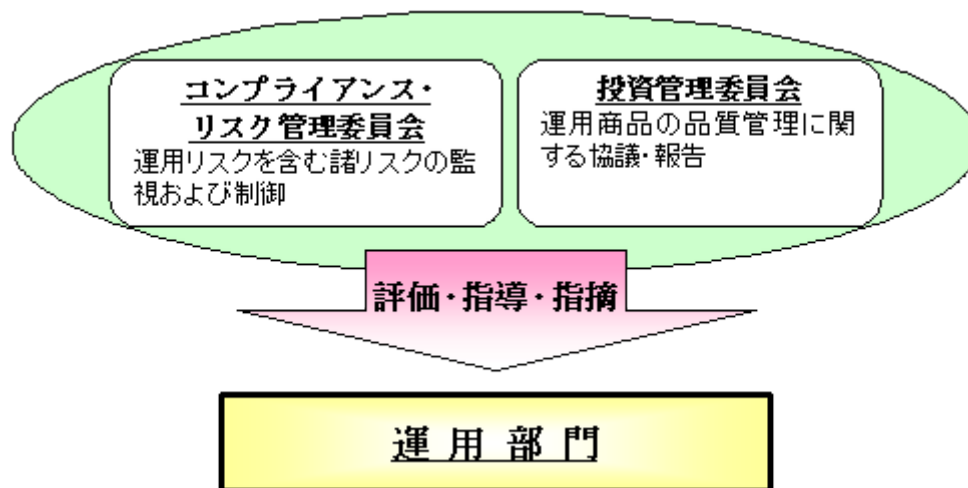 コンプライアンス・
リスク管理委員会
運用リスクを含む諸リスクの監
視および制御
投資管理委員会
運用商品の品質管理に関
する協議・報告
評価・指導・指摘
運用部門